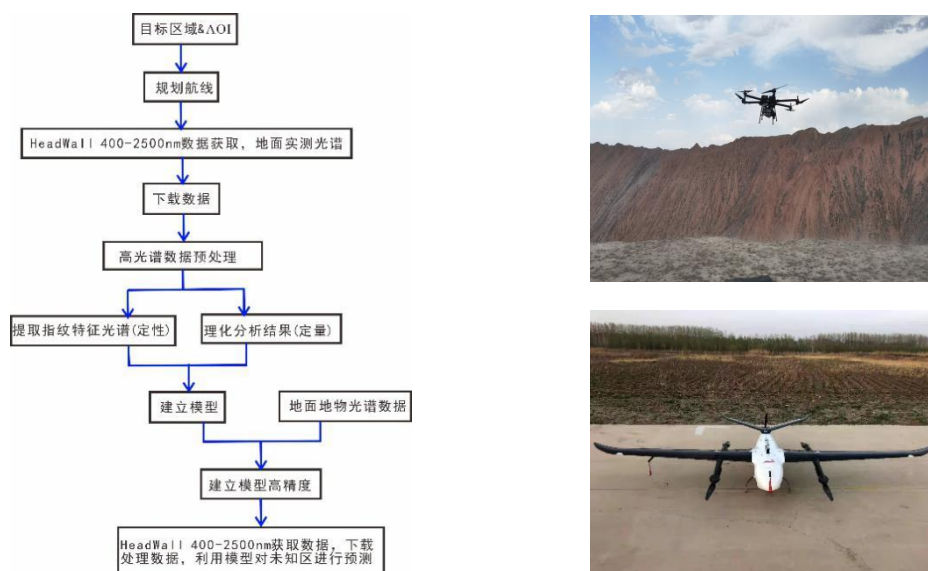 目标区域&AOI
规划航线
HeadWall 400-2500nm数据获取，地面实测光谱
下载数据
高光谱数据预处理
提取指纹特征光谱(定性)
理化分析结果(定量)
建立模型
地面地物光谱数据
建立模型高精度
HeadWall 400-2500nm获取数据，下载
处理数据，利用模型对未知区进行预测